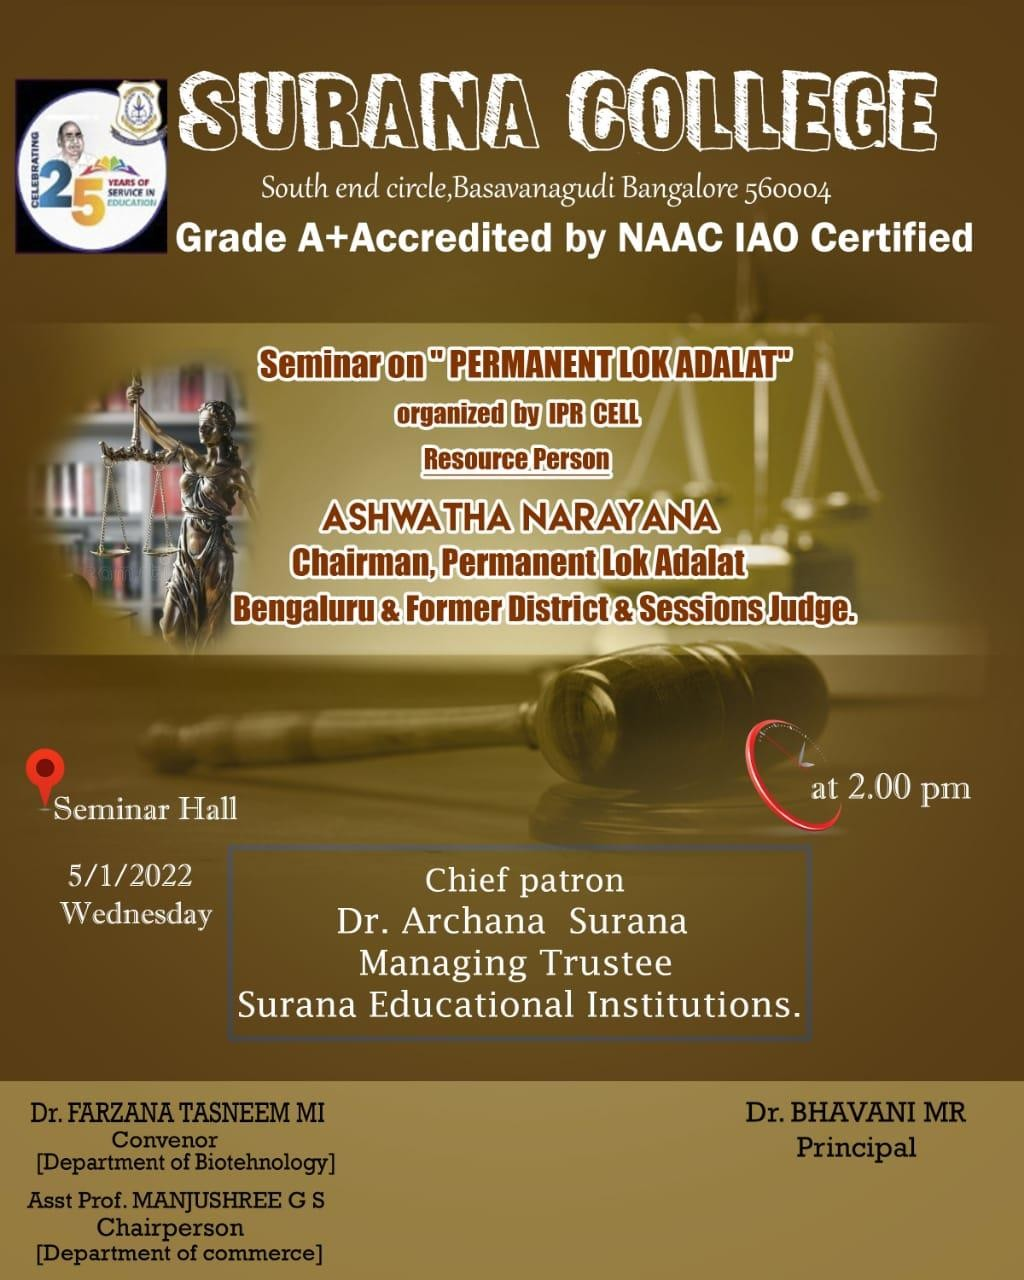 SURANA COLLEGE
South end circle,Basavanagudi Bangalore 560004
Grade A+Accredited by NAAC IAO Certified
CELEBRATING
25
YEARS OF
SERVICE IN
EDUCATION
Seminar on " PERMANENT LOK ADALAT"
organized by IPR CELL
Resource Person
ASHWATHA NARAYANA
Chairman, Permanent Lok Adalat
Bengaluru & Former District & Sessions Judge.
Seminar Hall
at 2.00 pm
5/1/2022
Wednesday
Chief patron
Dr. Archana Surana
Managing Trustee
Surana Educational Institutions.
Dr. FARZANA TASNEEM MI
Convenor
[Department of Biotehnology]
Asst Prof. MANJUSHREE G S
Chairperson
[Department of commerce]
Dr. BHAVANI MR
Principal